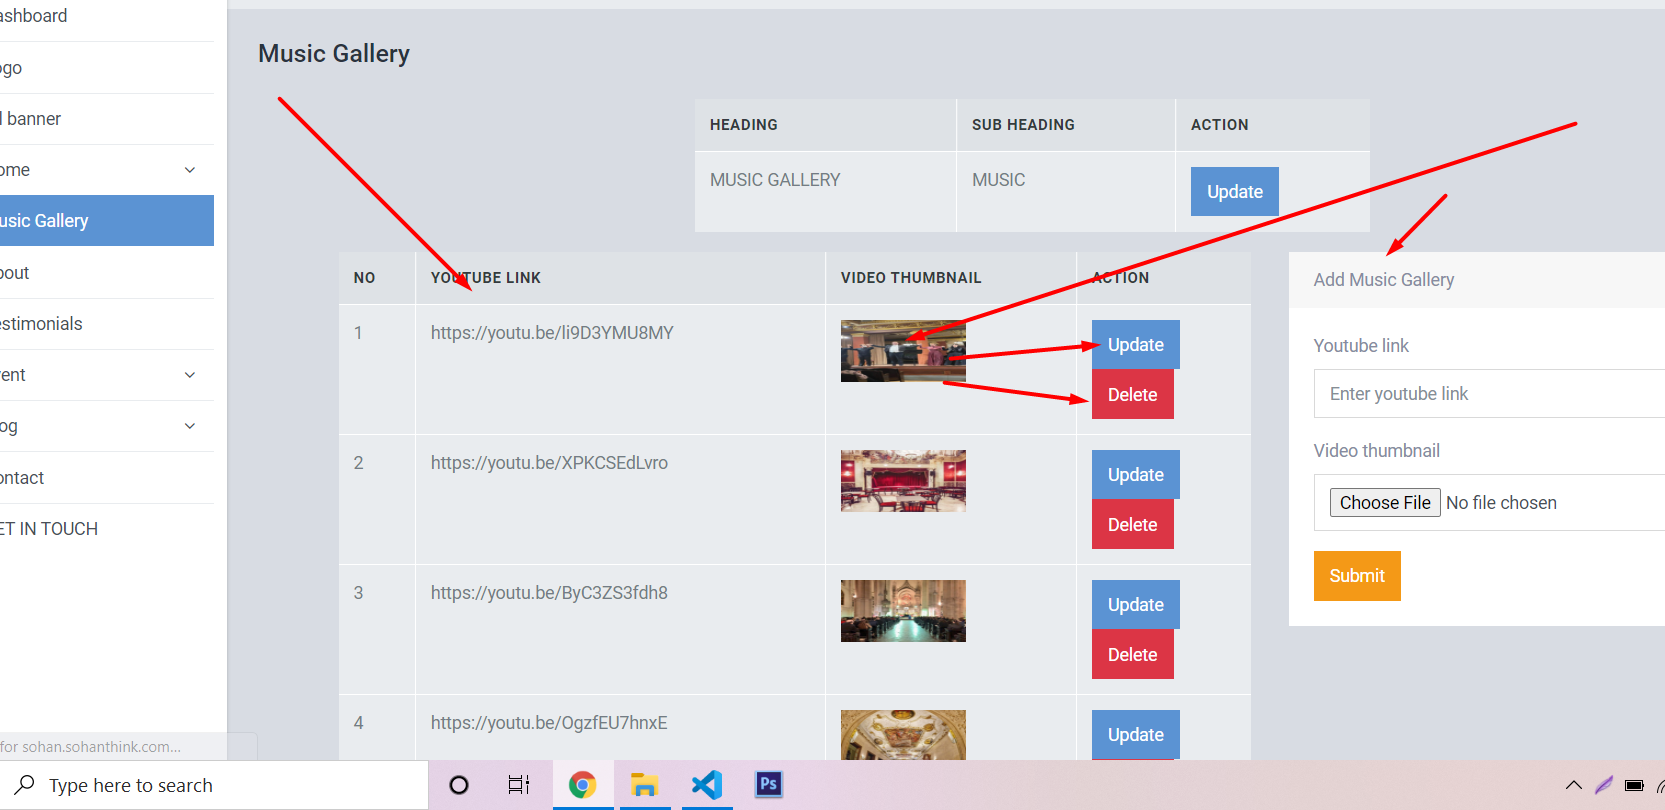 ashboard
ogo
l banner
ome
usic Gallery
bout
estimonials
vent
log
ontact
ET IN TOUCH
for sohan.sohanthink.com...
Music Gallery
HEADING SUB HEADING ACTION
MUSIC GALLERY MUSIC Update
NO YOUTUBE LINK VIDEO THUMBNAIL ACTION
1 https://youtu.be/li9D3YMU8MY Update
Delete
2 https://youtu.be/XPKCSEdLvro Update
Delete
3 https://youtu.be/ByC3ZS3fdh8 Update
Delete
4 https://youtu.be/OgzfEU7hnxE Update
Add Music Gallery
Youtube link
Enter youtube link
Video thumbnail
Choose File No file chosen
Submit
Type here to search
Ps